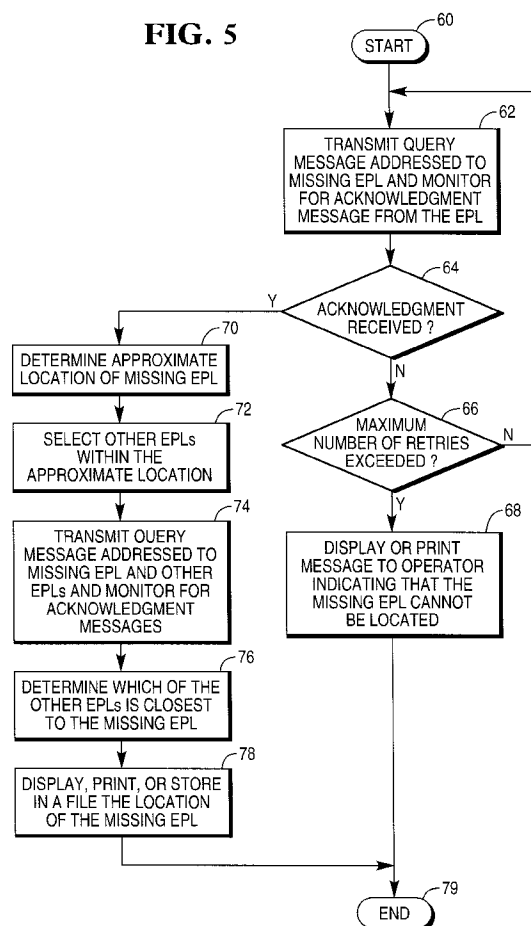 FIG. 5
60
START
62
TRANSMIT QUERY
MESSAGE ADDRESSED TO
MISSING EPL AND MONITOR
FOR ACKNOWLEDGMENT
MESSAGE FROM THE EPL
64
Y
ACKNOWLEDGMENT
RECEIVED ?
N
66
MAXIMUM
NUMBER OF RETRIES
EXCEEDED ?
N
Y
68
DISPLAY OR PRINT
MESSAGE TO OPERATOR
INDICATING THAT THE
MISSING EPL CANNOT
BE LOCATED
70
DETERMINE APPROXIMATE
LOCATION OF MISSING EPL
72
SELECT OTHER EPLs
WITHIN THE
APPROXIMATE LOCATION
74
TRANSMIT QUERY
MESSAGE ADDRESSED TO
MISSING EPL AND OTHER
EPLs AND MONITOR FOR
ACKNOWLEDGMENT
MESSAGES
76
DETERMINE WHICH OF THE
OTHER EPLs IS CLOSEST
TO THE MISSING EPL
78
DISPLAY, PRINT, OR STORE
IN A FILE THE LOCATION
OF THE MISSING EPL
79
END